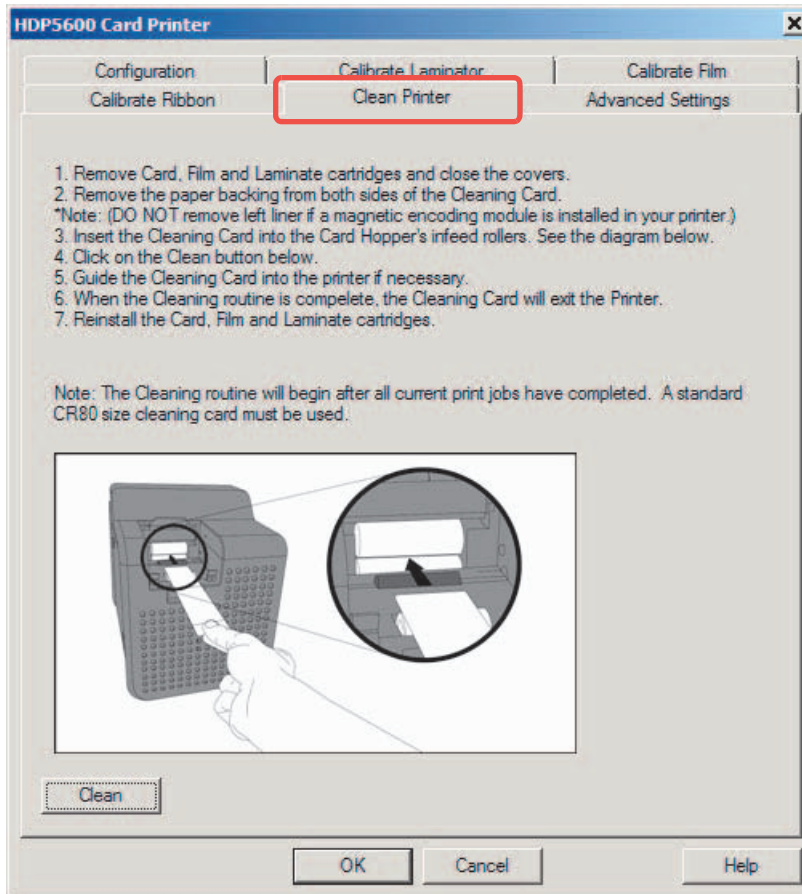 HDP5600 Card Printer
Configuration
Calibrate Laminator
Calibrate Film
Calibrate Ribbon
Clean Printer
Advanced Settings
1. Remove Card, Film and Laminate cartridges and close the covers.
2. Remove the paper backing from both sides of the Cleaning Card.
*Note: (DO NOT remove left liner if a magnetic encoding module is installed in your printer.)
3. Insert the Cleaning Card into the Card Hopper's infeed rollers. See the diagram below.
4. Click on the Clean button below.
5. Guide the Cleaning Card into the printer if necessary.
6. When the Cleaning routine is compelete, the Cleaning Card will exit the Printer.
7. Reinstall the Card, Film and Laminate cartridges.
Note: The Cleaning routine will begin after all current print jobs have completed. A standard
CR80 size cleaning card must be used.
Clean
OK
Cancel
Help